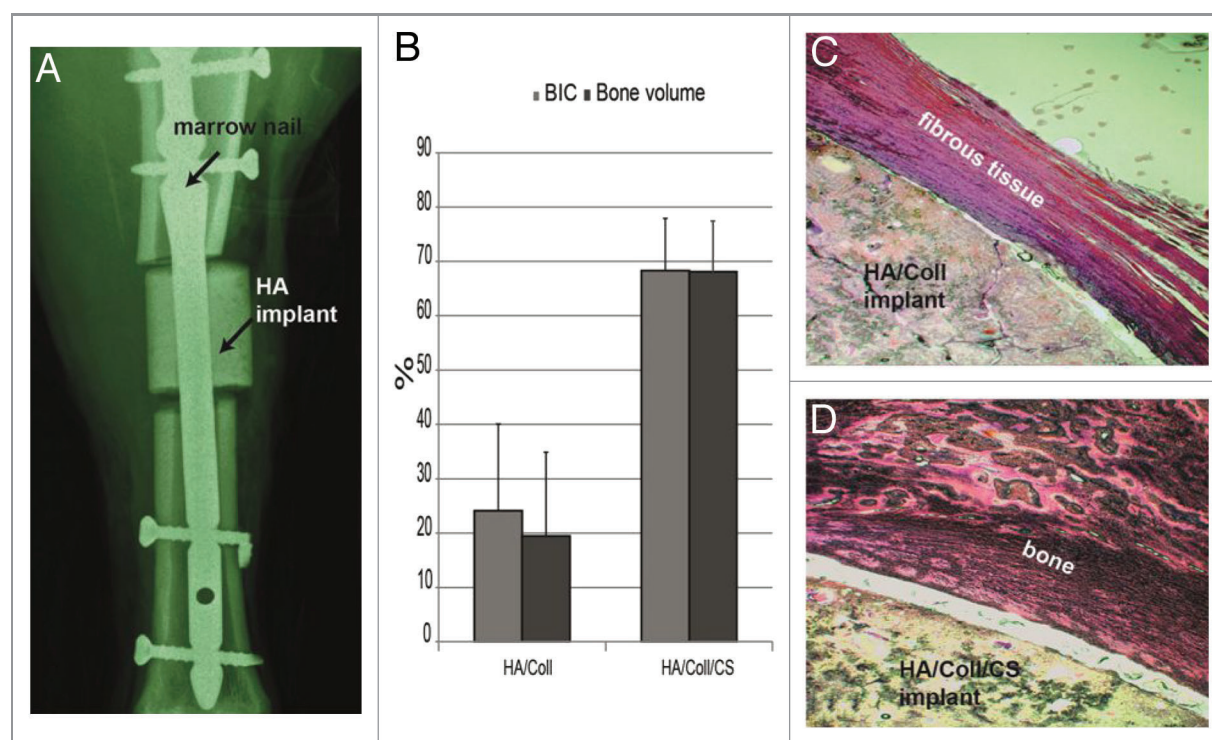 A
marrow nail
HA
implant
B
BIC Bone volume
90
80
70
60
50
40
30
20
10
0
%
HA/Coll
HA/Coll/CS
C
fibrous tissue
HA/Coll
implant
D
bone
HA/Coll/CS
implant